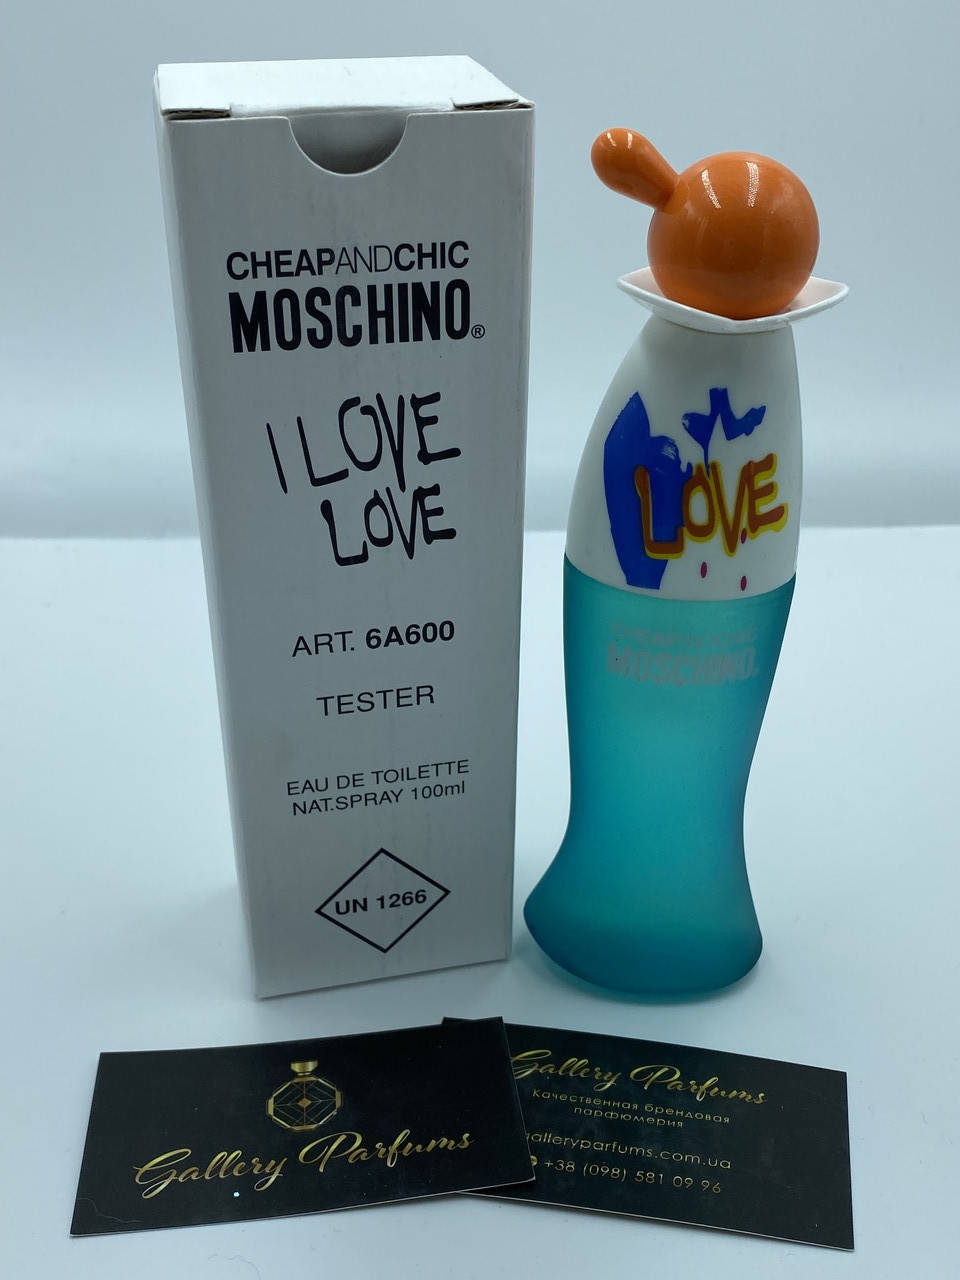 CHEAPANDCHIC
MOSCHINO®
I LOVE
LOVE
ART. 6A600
TESTER
EAU DE TOILETTE
NAT.SPRAY 100ml
UN 1266
LOVE
CHEAPANDCHIC
MOSCHINO
Gallery Parfums
Gallery Parfums
Качественная брендовая
парфюмерия
galleryparfums.com.ua
+38 (098) 581 09 96